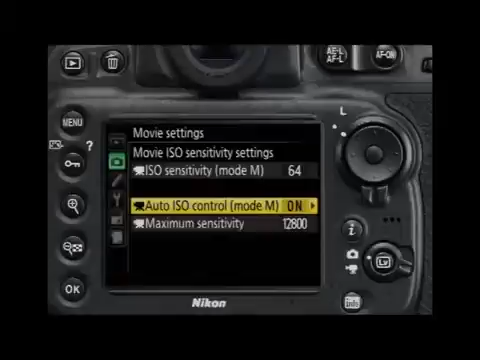 AE-L
AF-L
AF-ON
MENU
?
L
Movie settings
Movie ISO sensitivity settings
ISO sensitivity (mode M) 64
Auto ISO control (mode M) ON
Maximum sensitivity 12800
i
Lv
OK
info
Nikon